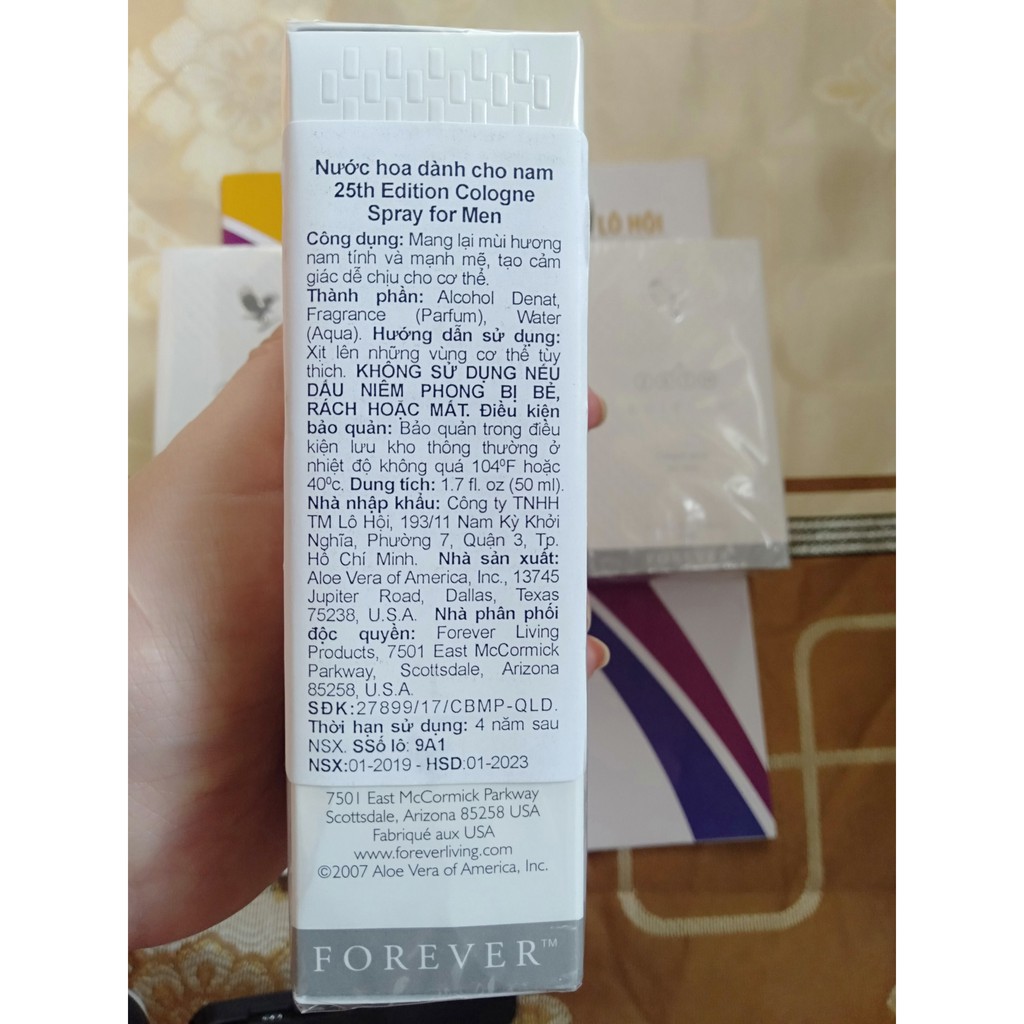 Nước hoa dành cho nam
25th Edition Cologne
Spray for Men
Công dụng: Mang lại mùi hương
nam tính và mạnh mẽ, tạo cảm
giác dễ chịu cho cơ thể.
Thành phần: Alcohol Denat,
Fragrance (Parfum), Water
(Aqua). Hướng dẫn sử dụng:
Xịt lên những vùng cơ thể tùy
thích. KHÔNG SỬ DỤNG NẾU
DẤU NIÊM PHONG BỊ BẺ,
RÁCH HOẶC MẤT. Điều kiện
bảo quản: Bảo quản trong điều
kiện lưu kho thông thường ở
nhiệt độ không quá 104⁰F hoặc
40⁰c. Dung tích: 1.7 fl. oz (50 ml).
Nhà nhập khẩu: Công ty TNHH
TM Lô Hội, 193/11 Nam Kỳ Khởi
Nghĩa, Phường 7, Quận 3, Tp.
Hồ Chí Minh. Nhà sản xuất:
Aloe Vera of America, Inc., 13745
Jupiter Road, Dallas, Texas
75238, U.S.A. Nhà phân phối
độc quyền: Forever Living
Products, 7501 East McCormick
Parkway, Scottsdale, Arizona
85258, U.S.A.
SĐK:27899/17/CBMP-QLD.
Thời hạn sử dụng: 4 năm sau
NSX. SSố lô: 9A1
NSX:01-2019 - HSD:01-2023
7501 East McCormick Parkway
Scottsdale, Arizona 85258 USA
Fabriqué aux USA
www.foreverliving.com
©2007 Aloe Vera of America, Inc.
FOREVER™
LÔ HỘI
FOREVER